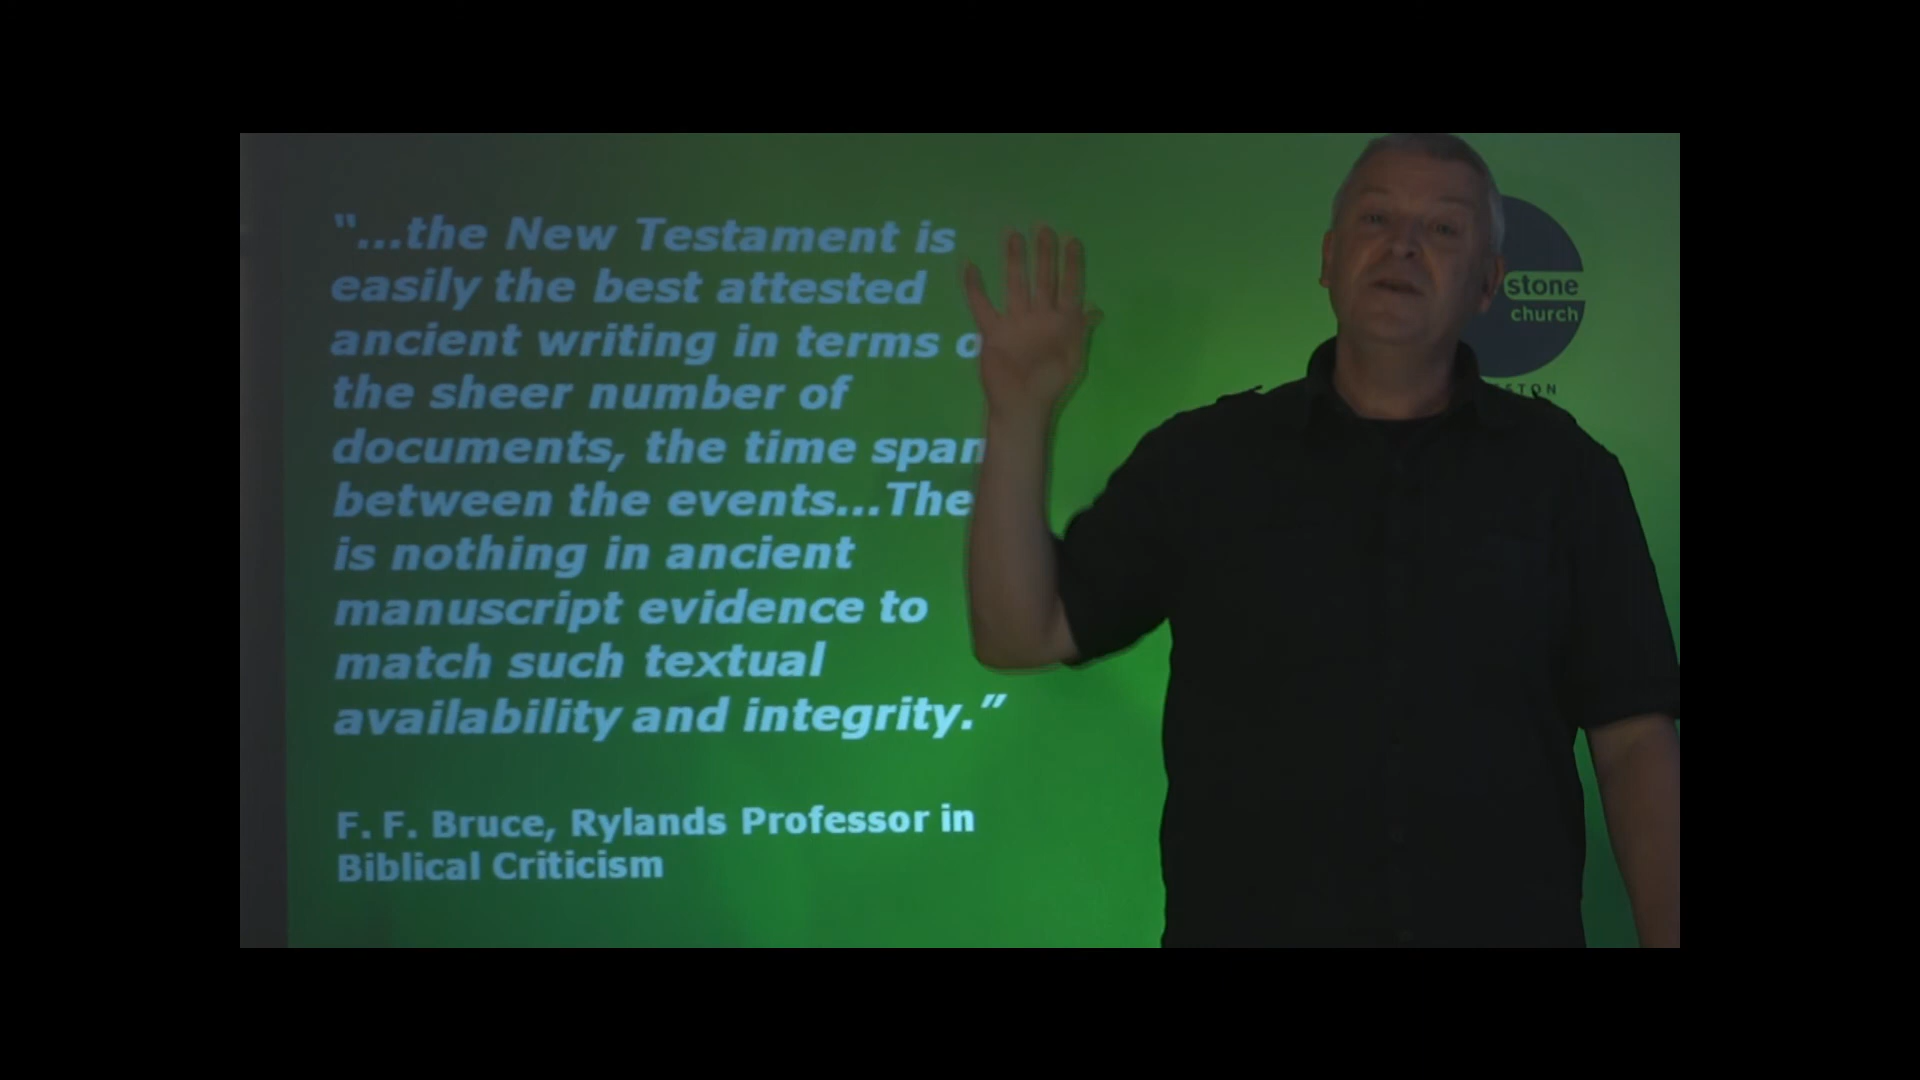 “...the New Testament is
easily the best attested
ancient writing in terms
the sheer number of
documents, the time span
between the events...The
is nothing in ancient
manuscript evidence to
match such textual
availability and integrity.”
F. F. Bruce, Rylands Professor in
Biblical Criticism
stone
church